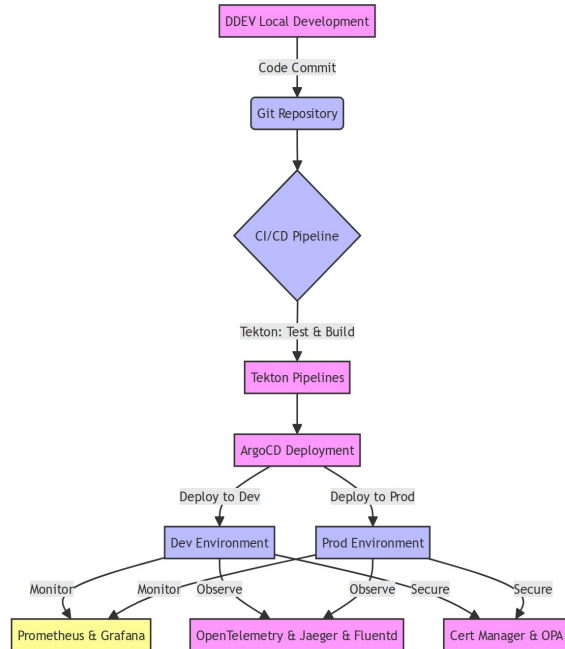 DDEV Local Development
Code Commit
Git Repository
CI/CD Pipeline
Tekton: Test & Build
Tekton Pipelines
ArgoCD Deployment
Deploy to Dev
Deploy to Prod
Dev Environment
Prod Environment
Monitor
Monitor
Observe
Observe
Secure
Secure
Prometheus & Grafana
OpenTelemetry & Jaeger & Fluentd
Cert Manager & OPA